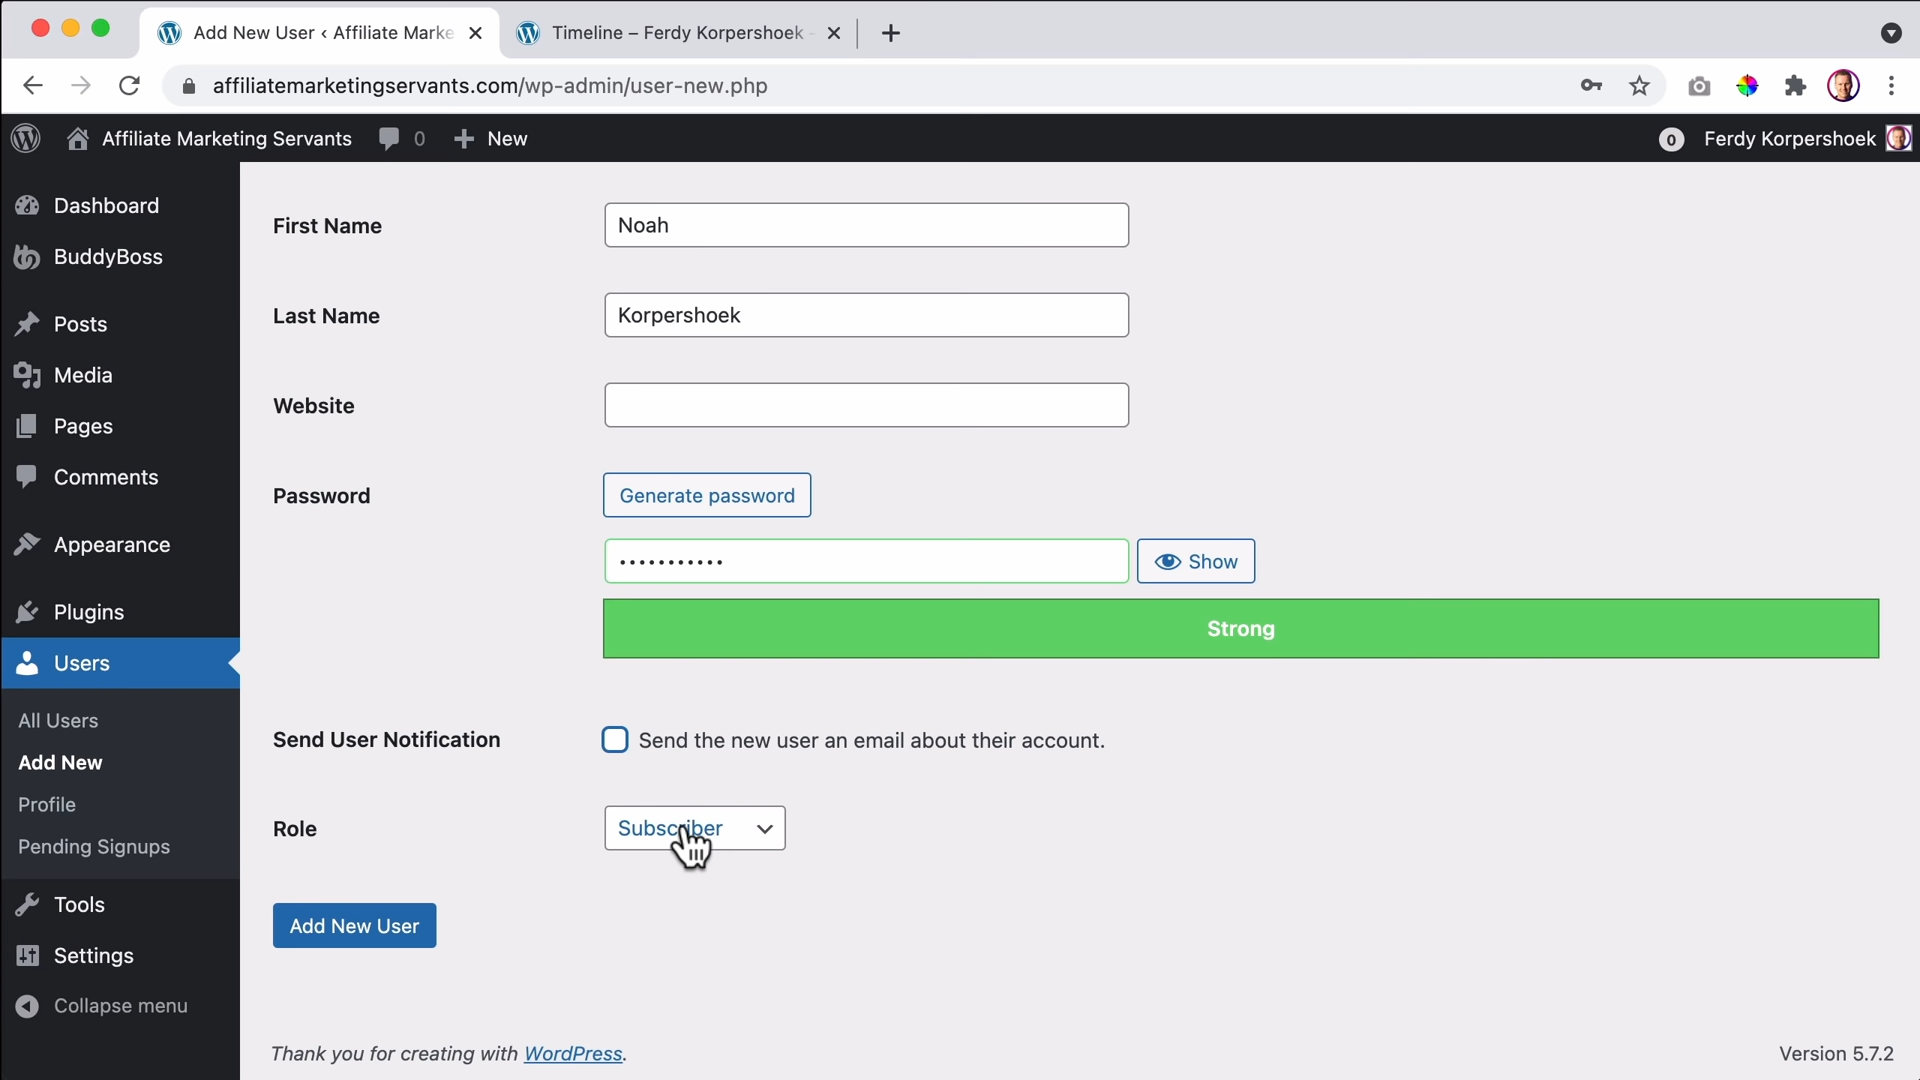 Add New User ‹ Affiliate Marke
Timeline – Ferdy Korpershoek -
affiliatemarketingservants.com/wp-admin/user-new.php
Affiliate Marketing Servants
0
New
0
Ferdy Korpershoek
Dashboard
BuddyBoss
Posts
Media
Pages
Comments
Appearance
Plugins
Users
All Users
Add New
Profile
Pending Signups
Tools
Settings
Collapse menu
First Name
Noah
Last Name
Korpershoek
Website
Password
Generate password
•••••••••••
Show
Strong
Send User Notification
Send the new user an email about their account.
Role
Subscriber
Add New User
Thank you for creating with WordPress.
Version 5.7.2